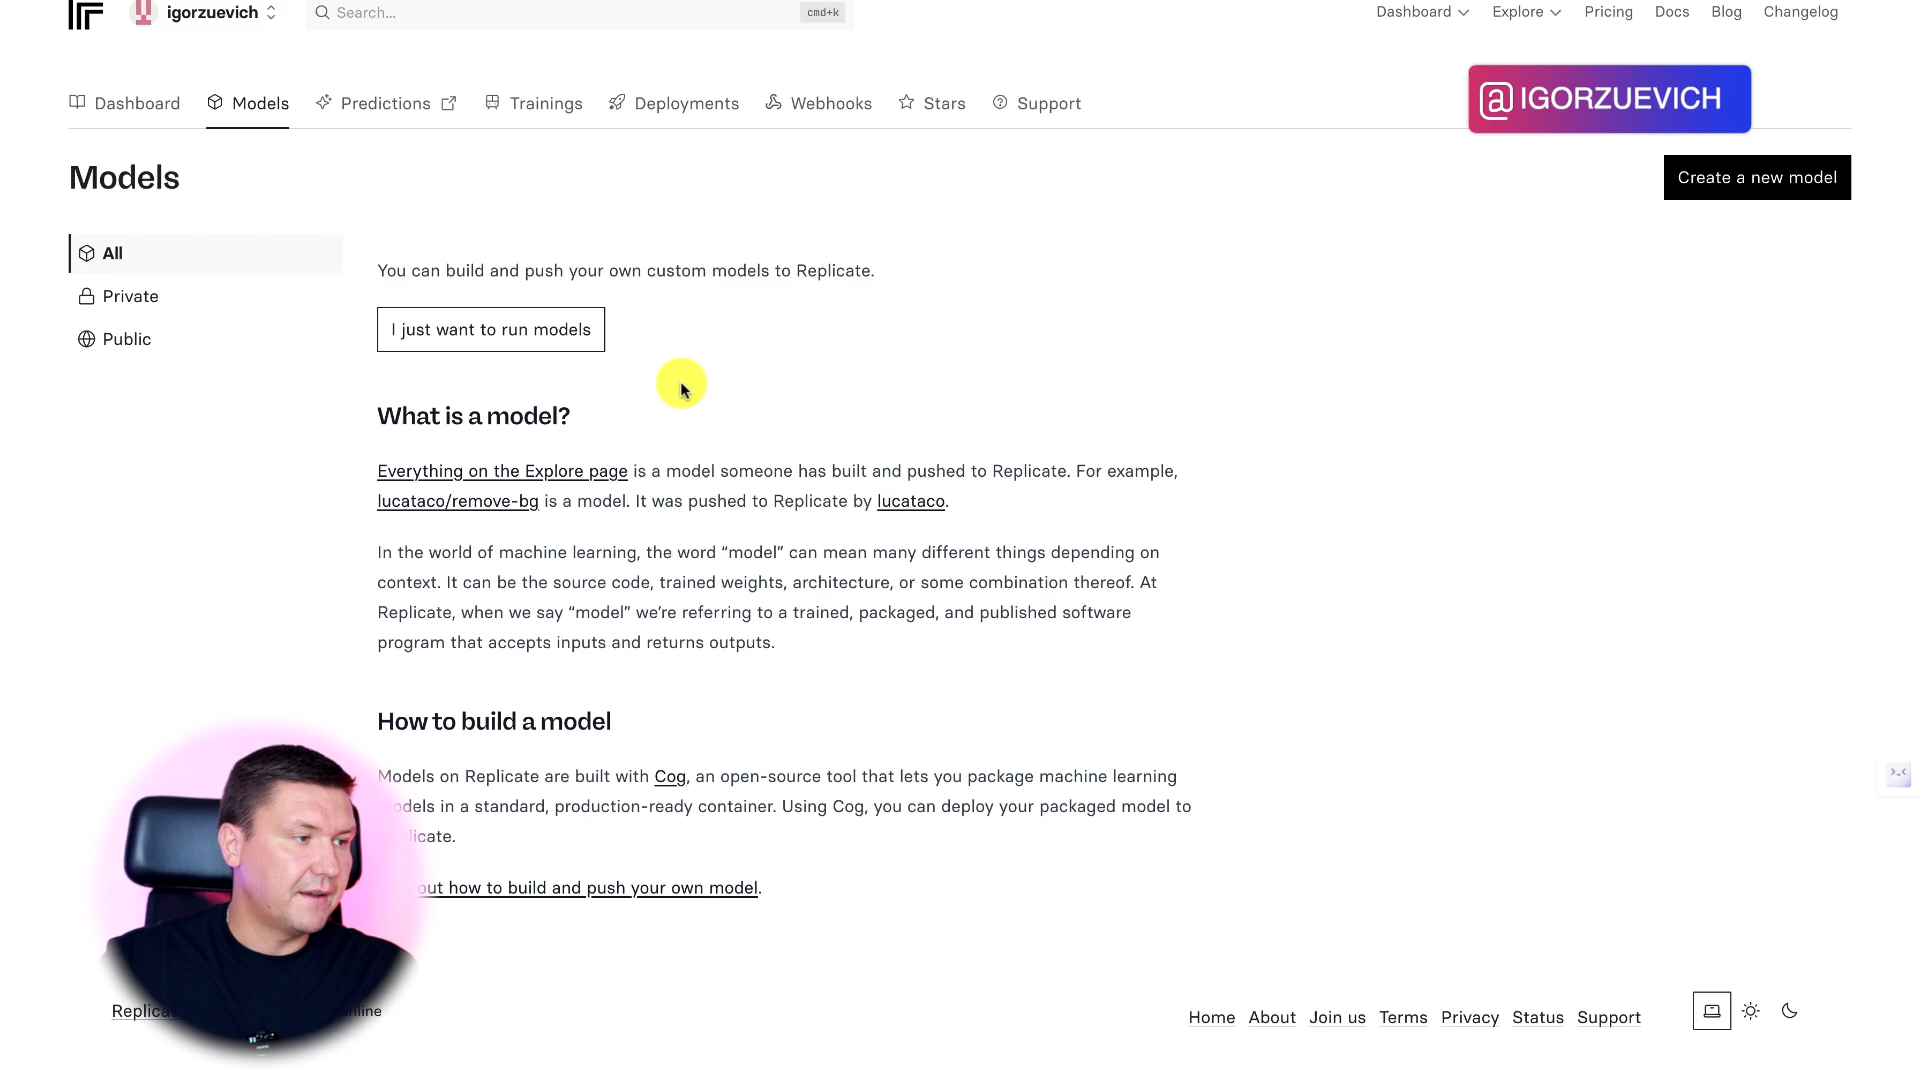 igorzuevich
Search...
cmd+k
Dashboard
Explore
Pricing
Docs
Blog
Changelog
Dashboard
Models
Predictions
Trainings
Deployments
Webhooks
Stars
Support
@IGORZUEVICH
Models
Create a new model
All
Private
Public
You can build and push your own custom models to Replicate.
I just want to run models
What is a model?
Everything on the Explore page is a model someone has built and pushed to Replicate. For example,
lucataco/remove-bg is a model. It was pushed to Replicate by lucataco.
In the world of machine learning, the word “model” can mean many different things depending on
context. It can be the source code, trained weights, architecture, or some combination thereof. At
Replicate, when we say “model” we’re referring to a trained, packaged, and published software
program that accepts inputs and returns outputs.
How to build a model
Models on Replicate are built with Cog, an open-source tool that lets you package machine learning
in a standard, production-ready container. Using Cog, you can deploy your packaged model to
out how to build and push your own model.
Home
About
Join us
Terms
Privacy
Status
Support